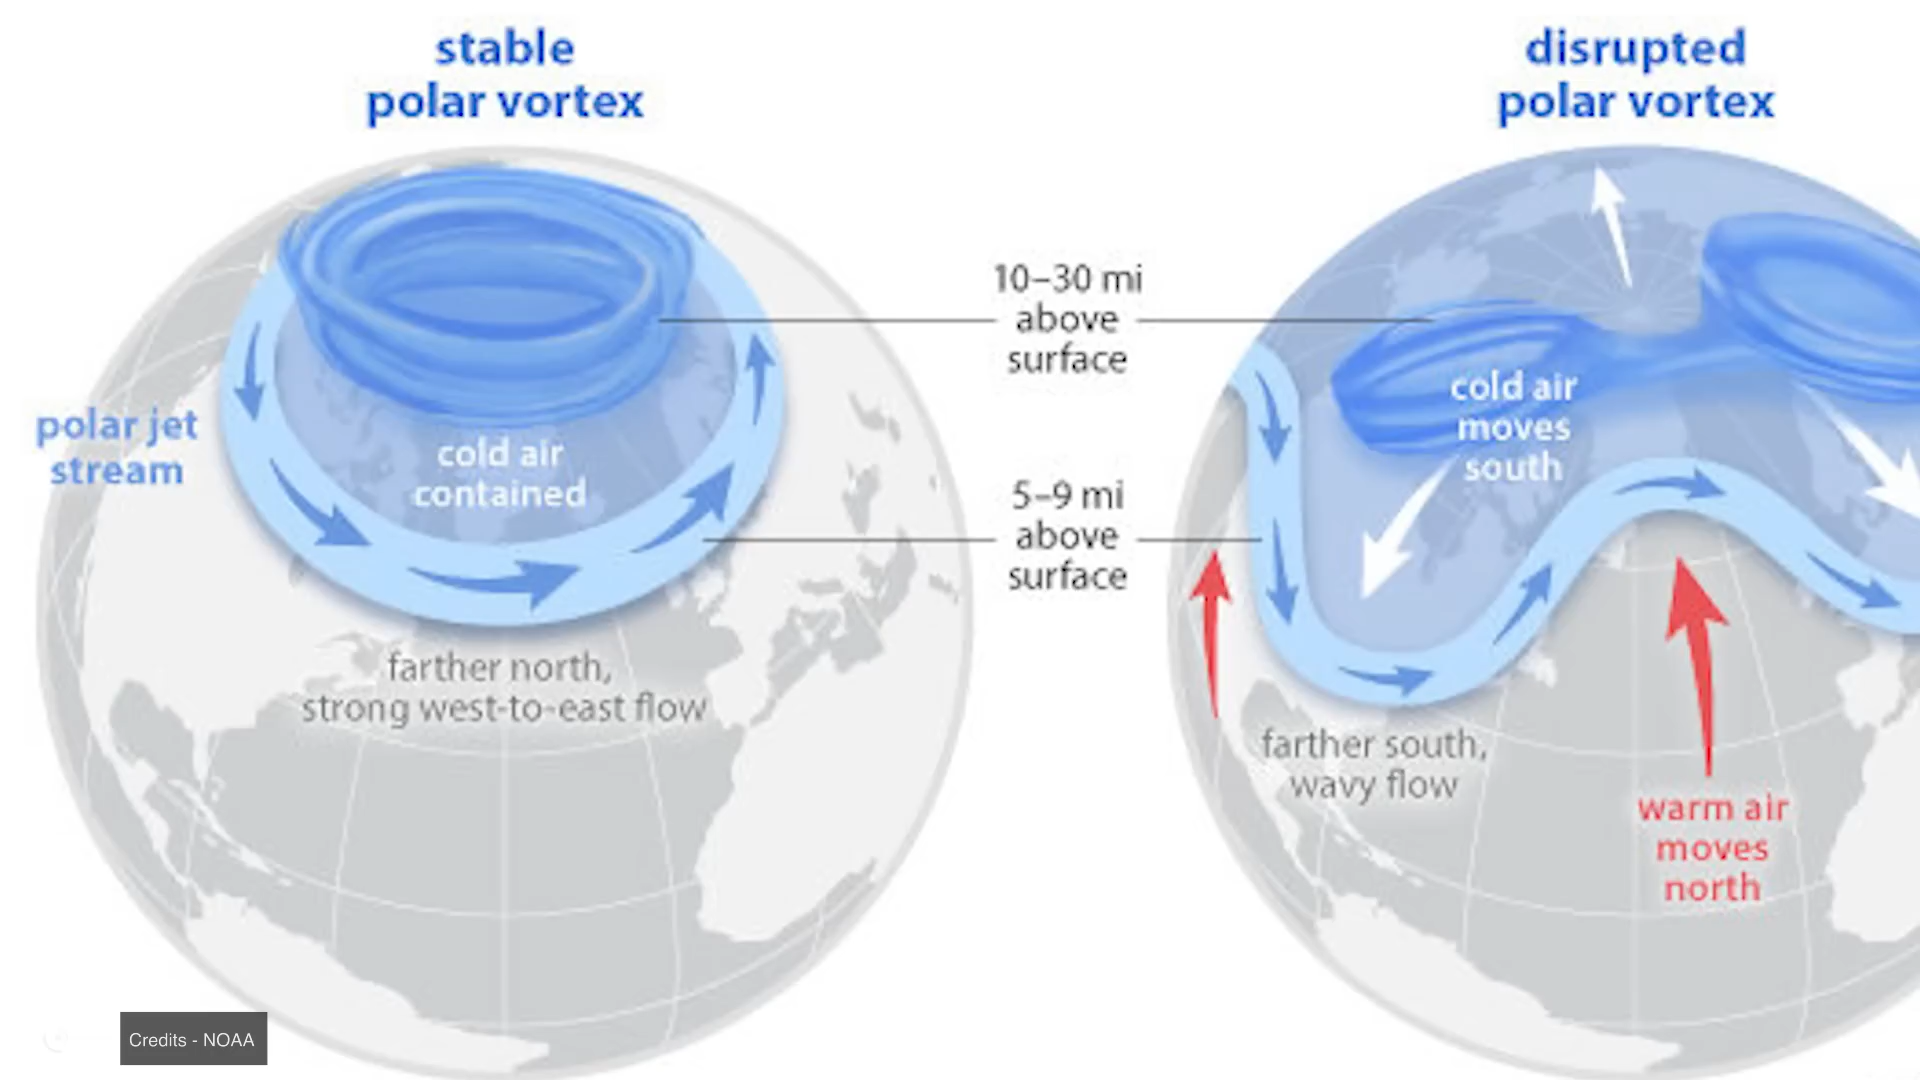 stable
polar vortex
disrupted
polar vortex
10–30 mi
above
surface
polar jet
stream
cold air
contained
cold air
moves
south
5–9 mi
above
surface
farther north,
strong west-to-east flow
farther south,
wavy flow
warm air
moves
north
Credits - NOAA